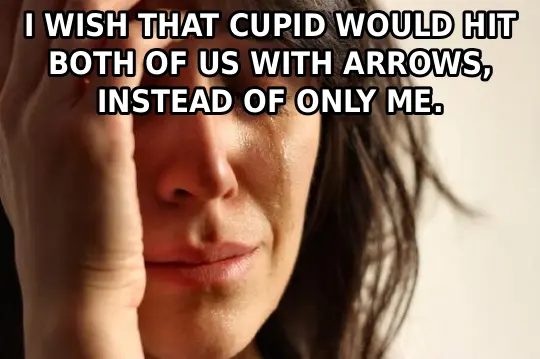 I WISH THAT CUPID WOULD HIT
BOTH OF US WITH ARROWS,
INSTEAD OF ONLY ME.